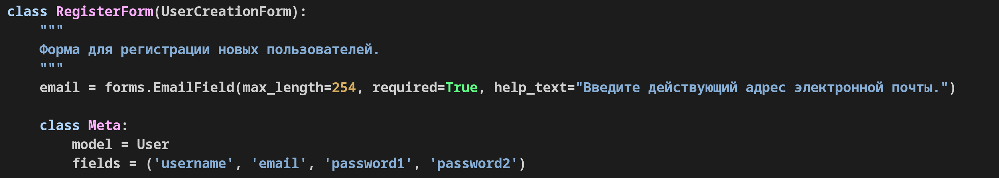 class RegisterForm(UserCreationForm):
    """
    Форма для регистрации новых пользователей.
    """
    email = forms.EmailField(max_length=254, required=True, help_text="Введите действующий адрес электронной почты.")

    class Meta:
        model = User
        fields = ('username', 'email', 'password1', 'password2')